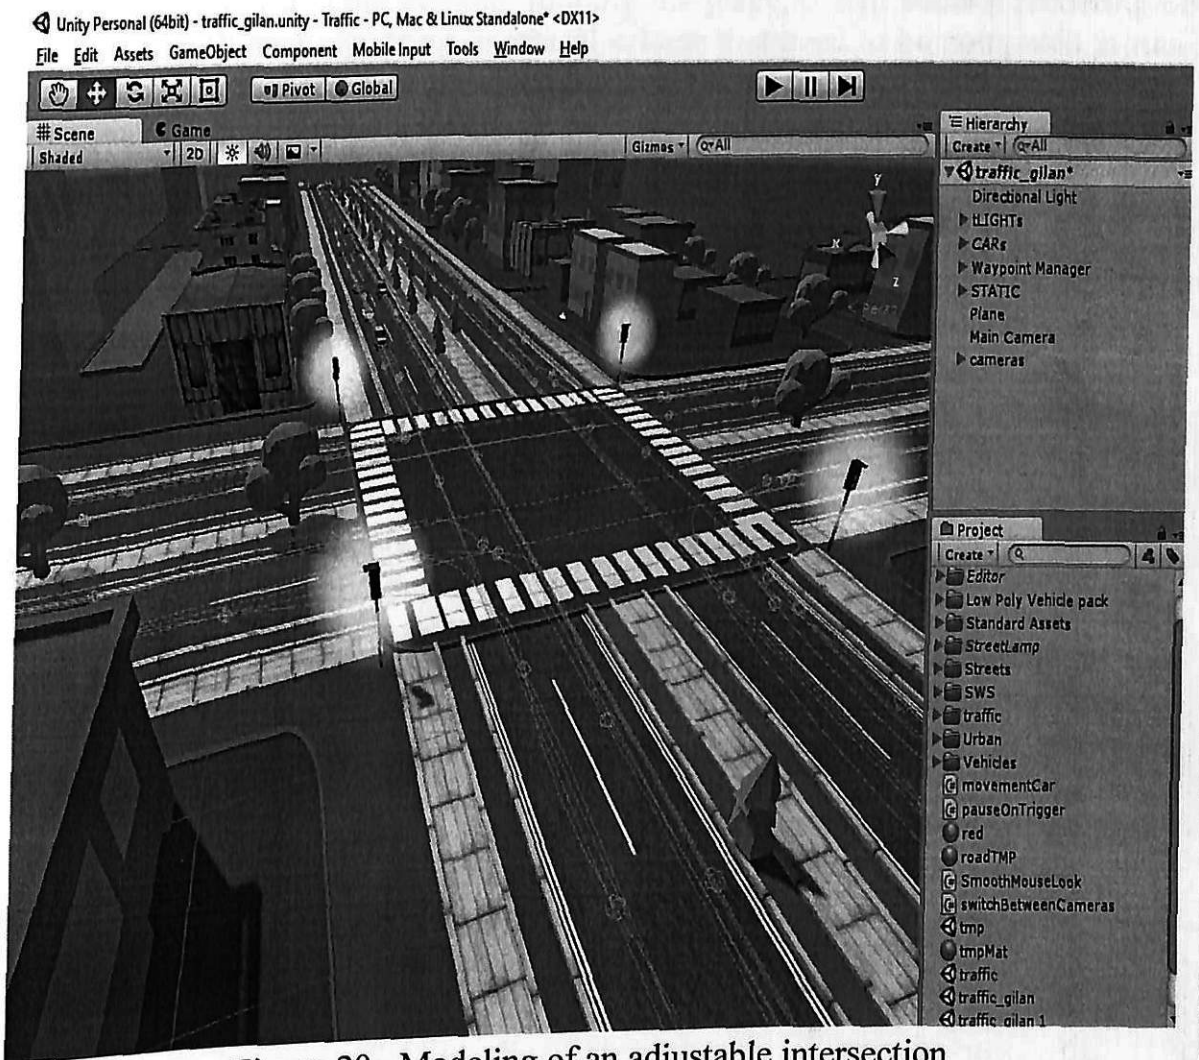 Unity Personal (64bit) - traffic_gilan.unity - Traffic - PC, Mac & Linux Standalone* <DX11>
File Edit Assets GameObject Component Mobile Input Tools Window Help
Pivot Global
Scene Game
Shaded 2D Gizmos All
Hierarchy
Create All
traffic_gilan*
Directional Light
tLIGHTs
CARs
Waypoint Manager
STATIC
Plane
Main Camera
cameras
y
x
z
Persp
Project
Create
Editor
Low Poly Vehicle pack
Standard Assets
StreetLamp
Streets
SWS
traffic
Urban
Vehicles
movementCar
pauseOnTrigger
red
roadTMP
SmoothMouseLook
switchBetweenCameras
tmp
tmpMat
traffic
traffic_gilan
traffic_gilan 1
20 Modeling of an adjustable intersection